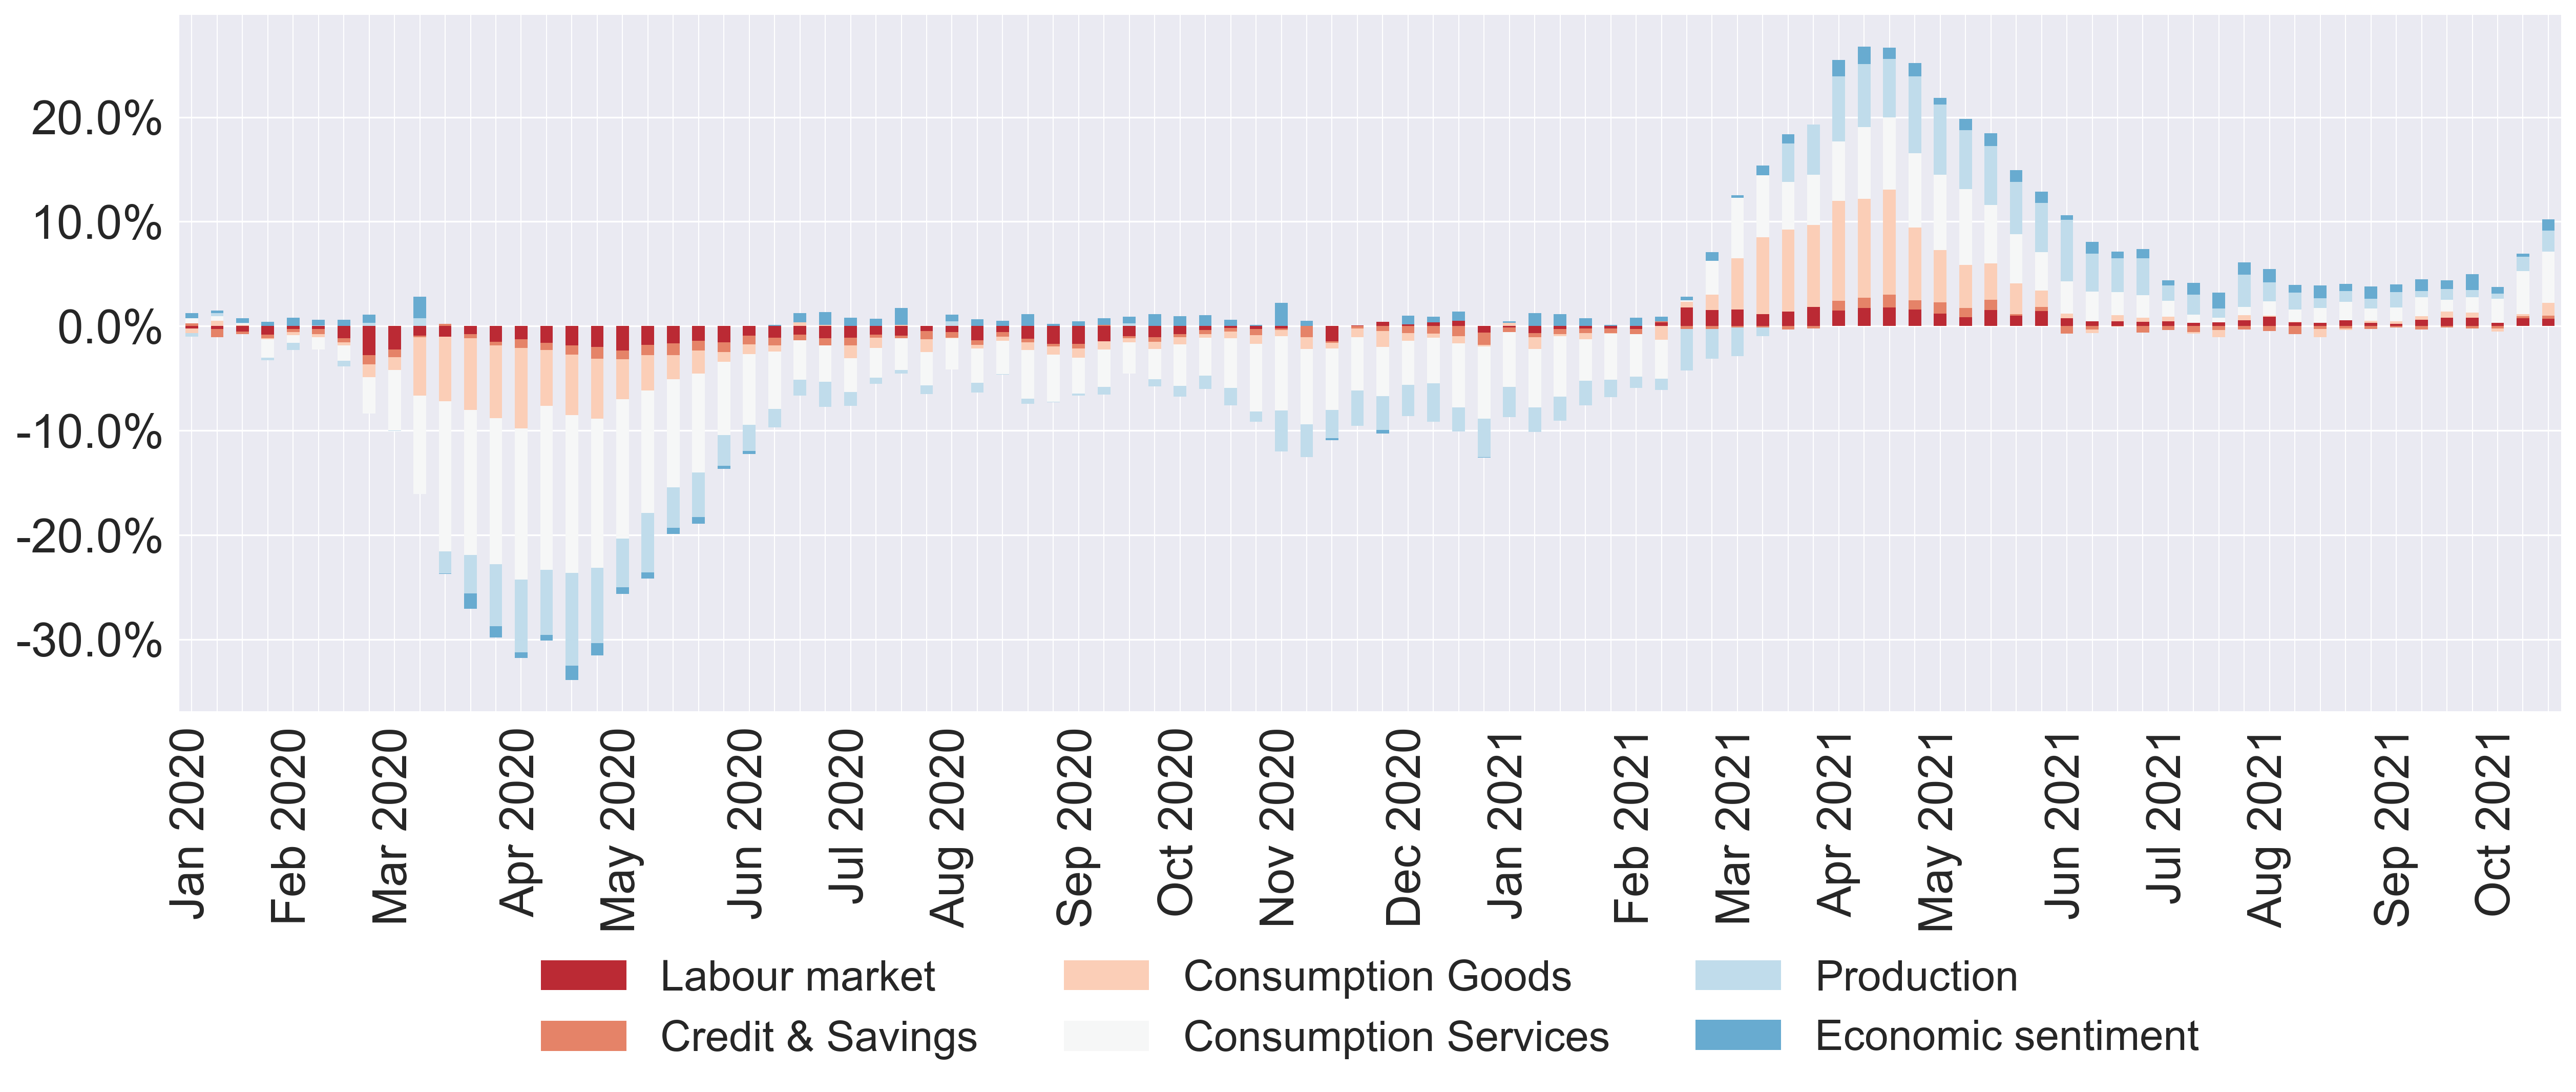 20.0%
10.0%
0.0%
-10.0%
-20.0%
-30.0%
Jan 2020
Feb 2020
Mar 2020
Apr 2020
May 2020
Jun 2020
Jul 2020
Aug 2020
Sep 2020
Oct 2020
Nov 2020
Dec 2020
Jan 2021
Feb 2021
Mar 2021
Apr 2021
May 2021
Jun 2021
Jul 2021
Aug 2021
Sep 2021
Oct 2021
Labour market
Consumption Goods
Production
Credit & Savings
Consumption Services
Economic sentiment